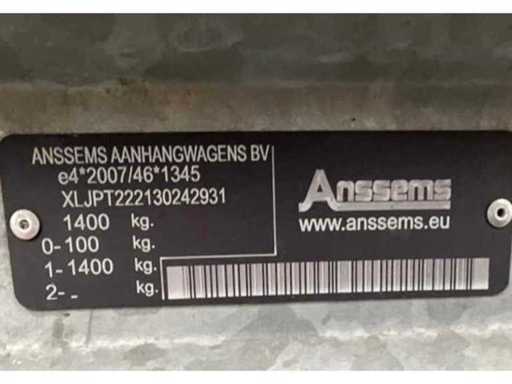 ANSSEMS AANHANGWAGENS BV
e4*2007/46*1345
XLJPT222130242931
1400 kg.
0-100 kg.
1-1400 kg.
2-- kg.
Anssems
www.anssems.eu